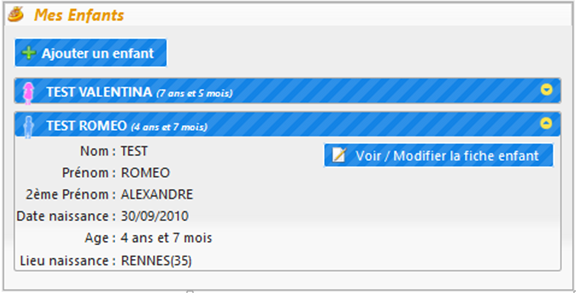 Mes Enfants
Ajouter un enfant
TEST VALENTINA (7 ans et 5 mois)
TEST ROMEO (4 ans et 7 mois)
Nom : TEST
Voir / Modifier la fiche enfant
Prénom : ROMEO
2ème Prénom : ALEXANDRE
Date naissance : 30/09/2010
Age : 4 ans et 7 mois
Lieu naissance : RENNES(35)